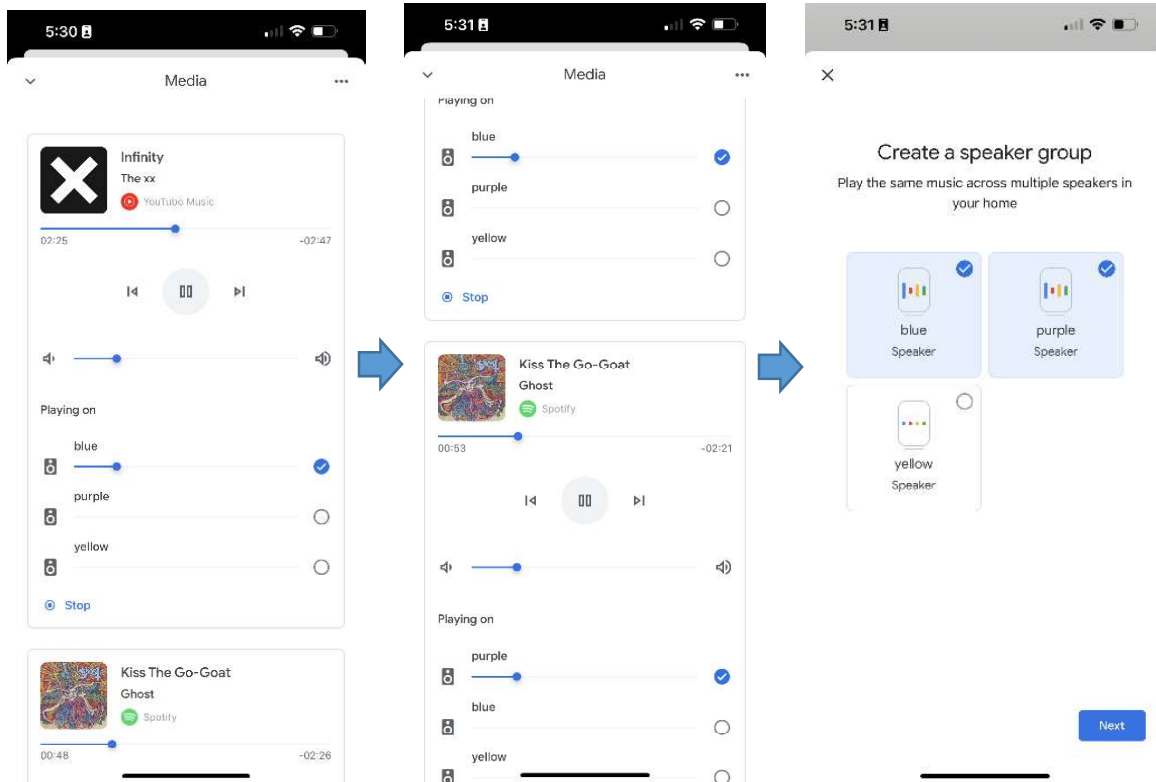 5:30
Media
Infinity
The xx
YouTube Music
02:25
-02:47
Playing on
blue
purple
yellow
Stop
Kiss The Go-Goat
Ghost
Spotify
00:48
-02:26
5:31
Media
Playing on
blue
purple
yellow
Stop
Kiss The Go-Goat
Ghost
Spotify
00:53
-02:21
Playing on
purple
blue
yellow
5:31
Create a speaker group
Play the same music across multiple speakers in
your home
blue
Speaker
purple
Speaker
yellow
Speaker
Next